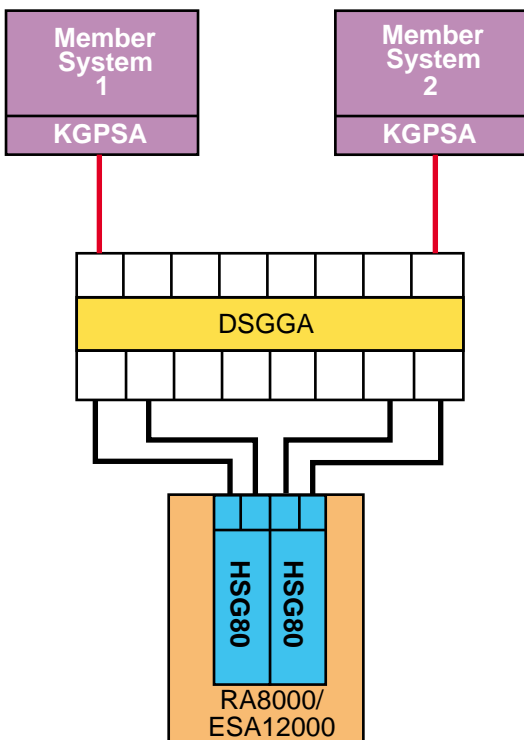 Member
System
1
KGPSA
Member
System
2
KGPSA
DSGGA
HSG80
HSG80
RA8000/
ESA12000